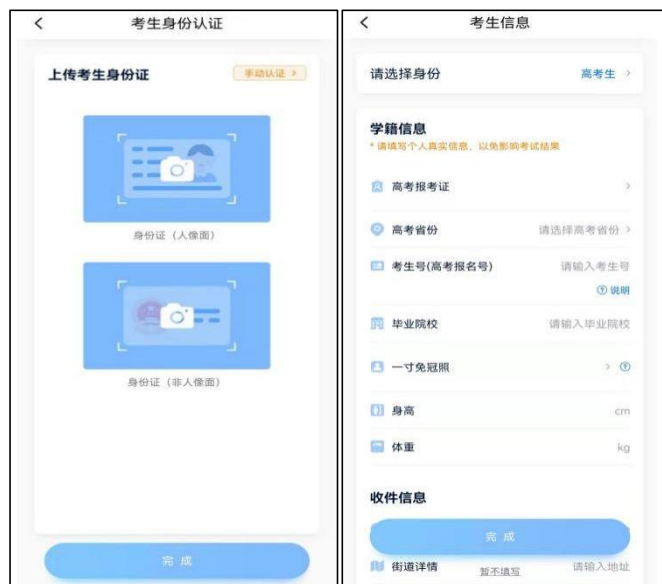 考生身份认证
上传考生身份证
手动认证 >
身份证（人像面）
身份证（非人像面）
完成
考生信息
请选择身份 高考生 >
学籍信息
* 请填写个人真实信息，以免影响考试结果
高考报考证 >
高考省份 请选择高考省份 >
考生号(高考报名号) 请输入考生号
? 说明
毕业院校 请输入毕业院校
一寸免冠照 > ?
身高 cm
体重 kg
收件信息
完成
街道详情 请输入地址
暂不填写